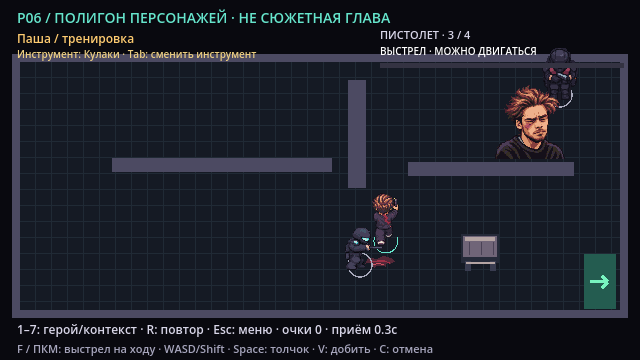 P06 / ПОЛИГОН ПЕРСОНАЖЕЙ · НЕ СЮЖЕТНАЯ ГЛАВА
Паша / тренировка
Инструмент: Кулаки · Tab: сменить инструмент
ПИСТОЛЕТ · 3 / 4
ВЫСТРЕЛ · МОЖНО ДВИГАТЬСЯ
1–7: герой/контекст · R: повтор · Esc: меню · очки 0 · приём 0.3с
F / ПКМ: выстрел на ходу · WASD/Shift · Space: толчок · V: добить · C: отмена